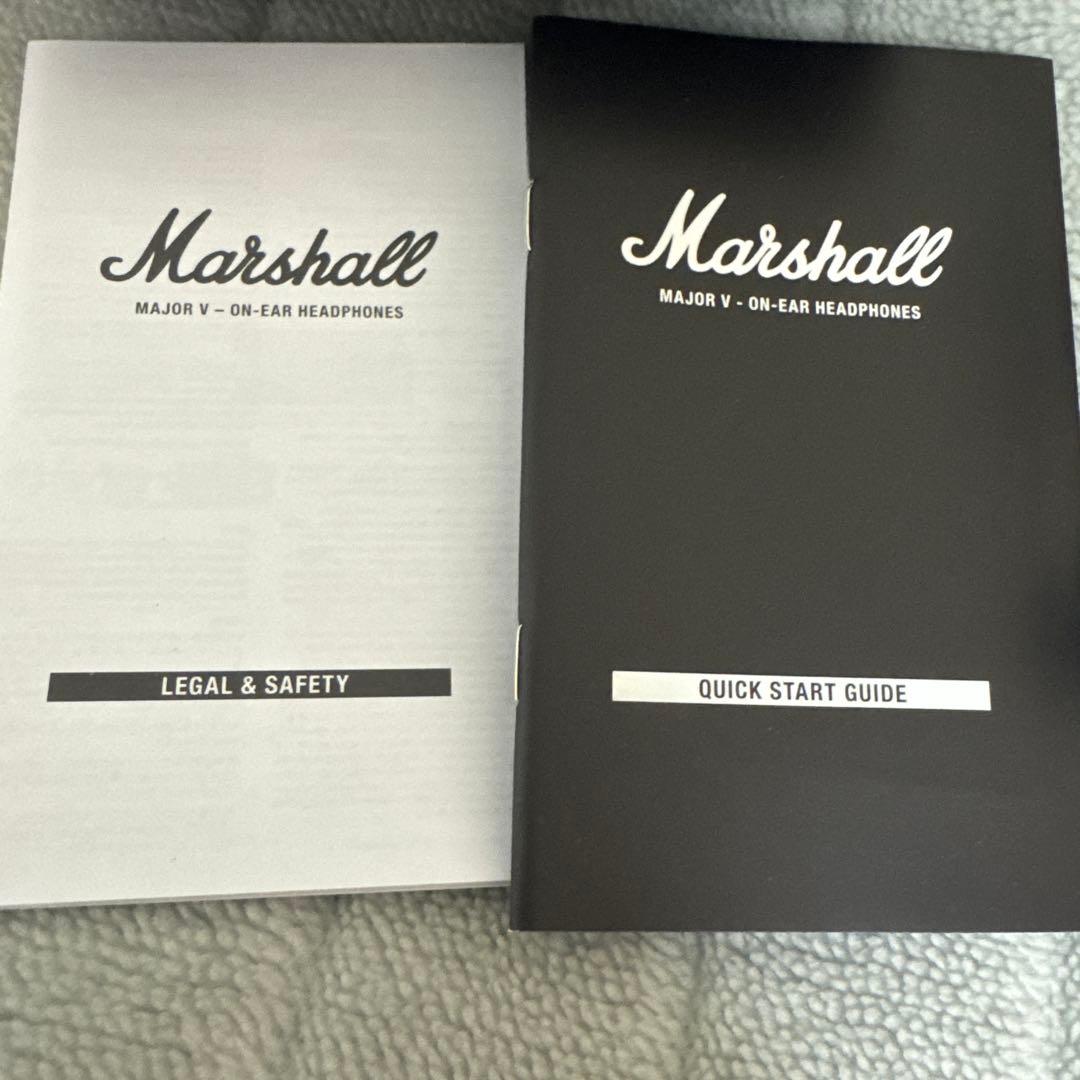 Marshall
MAJOR V – ON-EAR HEADPHONES
LEGAL & SAFETY
Marshall
MAJOR V - ON-EAR HEADPHONES
QUICK START GUIDE